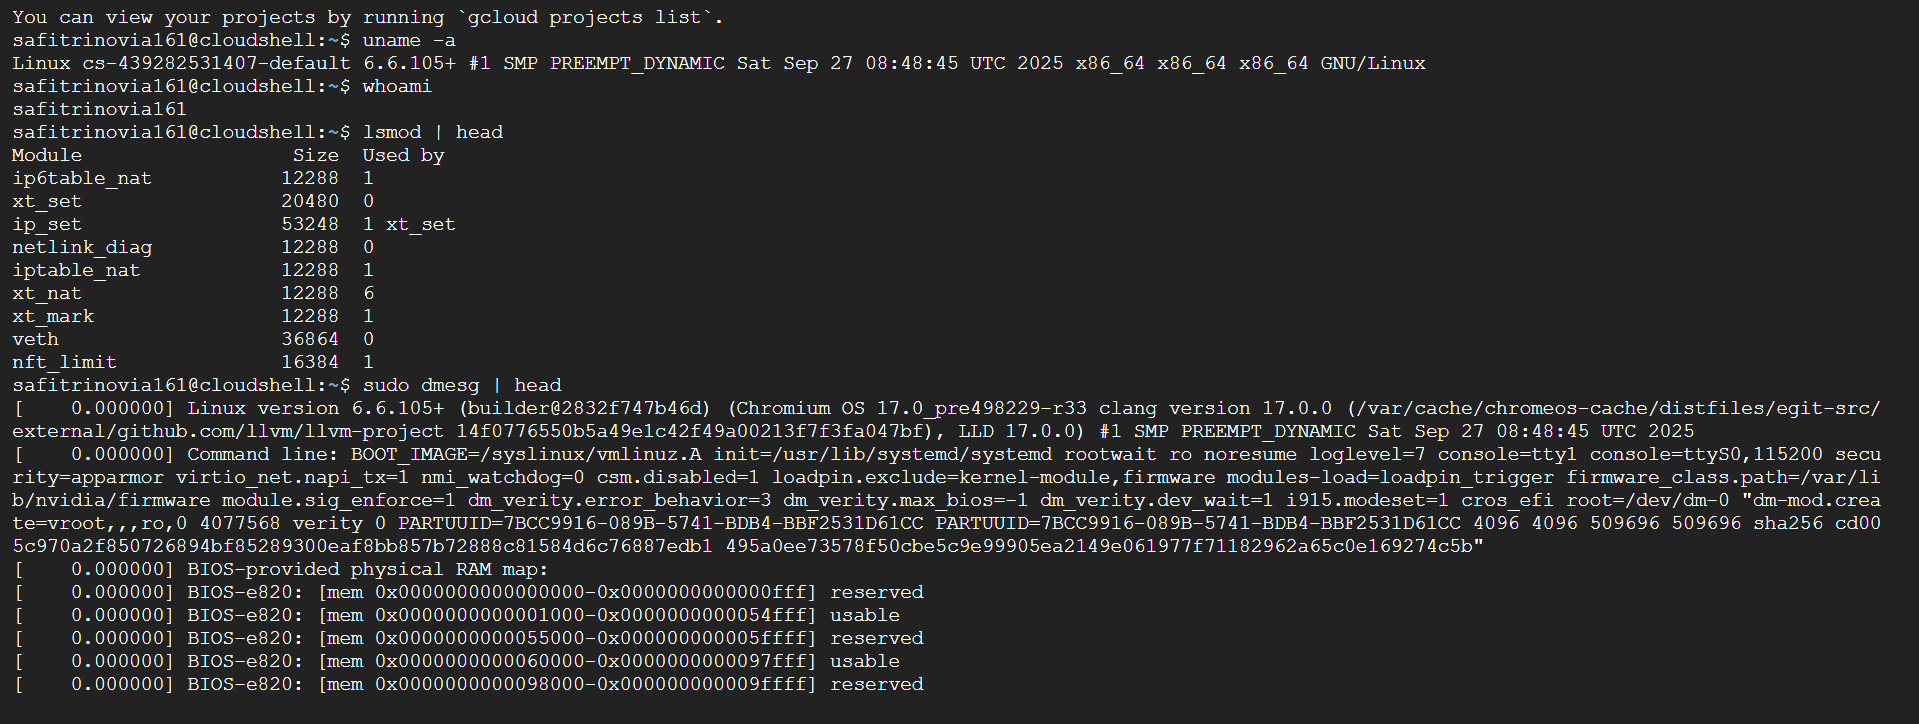 You can view your projects by running `gcloud projects list`.
safitrinovia161@cloudshell:~$ uname -a
Linux cs-439282531407-default 6.6.105+ #1 SMP PREEMPT_DYNAMIC Sat Sep 27 08:48:45 UTC 2025 x86_64 x86_64 x86_64 GNU/Linux
safitrinovia161@cloudshell:~$ whoami
safitrinovia161
safitrinovia161@cloudshell:~$ lsmod | head
Module                 Size  Used by
ip6table_nat           12288  1
xt_set                 20480  0
ip_set                 53248  1 xt_set
netlink_diag           12288  0
iptable_nat            12288  1
xt_nat                 12288  6
xt_mark                12288  1
veth                   36864  0
nft_limit              16384  1
safitrinovia161@cloudshell:~$ sudo dmesg | head
[    0.000000] Linux version 6.6.105+ (builder@2832f747b46d) (Chromium OS 17.0_pre498229-r33 clang version 17.0.0 (/var/cache/chromeos-cache/distfiles/egit-src/
external/github.com/llvm/llvm-project 14f0776550b5a49e1c42f49a00213f7f3fa047bf), LLD 17.0.0) #1 SMP PREEMPT_DYNAMIC Sat Sep 27 08:48:45 UTC 2025
[    0.000000] Command line: BOOT_IMAGE=/syslinux/vmlinuz.A init=/usr/lib/systemd/systemd rootwait ro noresume loglevel=7 console=tty1 console=ttyS0,115200 secu
rity=apparmor virtio_net.napi_tx=1 nmi_watchdog=0 csm.disabled=1 loadpin.exclude=kernel-module,firmware modules-load=loadpin_trigger firmware_class.path=/var/li
b/nvidia/firmware module.sig_enforce=1 dm_verity.error_behavior=3 dm_verity.max_bios=-1 dm_verity.dev_wait=1 i915.modeset=1 cros_efi root=/dev/dm-0 "dm-mod.crea
te=vroot,,,ro,0 4077568 verity 0 PARTUUID=7BCC9916-089B-5741-BDB4-BBF2531D61CC PARTUUID=7BCC9916-089B-5741-BDB4-BBF2531D61CC 4096 4096 509696 509696 sha256 cd00
5c970a2f850726894bf85289300eaf8bb857b72888c81584d6c76887edb1 495a0ee73578f50cbe5c9e99905ea2149e061977f71182962a65c0e169274c5b"
[    0.000000] BIOS-provided physical RAM map:
[    0.000000] BIOS-e820: [mem 0x0000000000000000-0x0000000000000fff] reserved
[    0.000000] BIOS-e820: [mem 0x0000000000001000-0x0000000000054fff] usable
[    0.000000] BIOS-e820: [mem 0x0000000000055000-0x000000000005ffff] reserved
[    0.000000] BIOS-e820: [mem 0x0000000000060000-0x0000000000097fff] usable
[    0.000000] BIOS-e820: [mem 0x0000000000098000-0x000000000009ffff] reserved